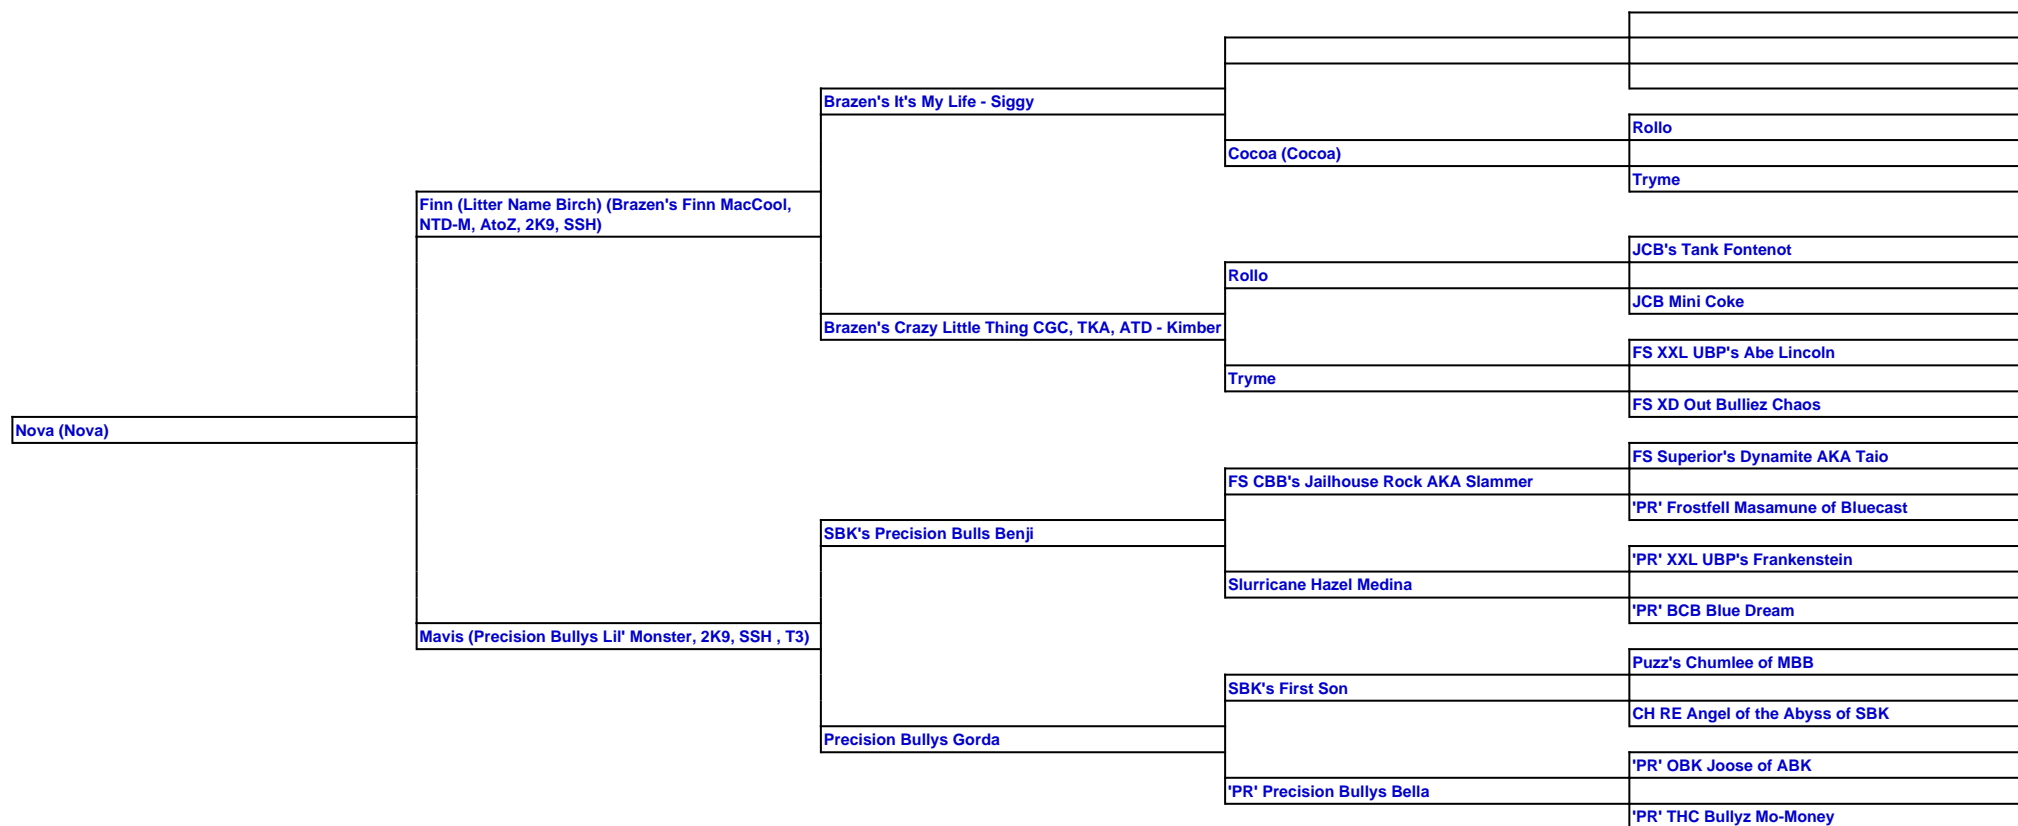 Brazen's It's My Life - Siggy
Rollo
Cocoa (Cocoa)
Tryme
Finn (Litter Name Birch) (Brazen's Finn MacCool,
NTD-M, AtoZ, 2K9, SSH)
JCB's Tank Fontenot
Rollo
JCB Mini Coke
Brazen's Crazy Little Thing CGC, TKA, ATD - Kimber
FS XXL UBP's Abe Lincoln
Tryme
FS XD Out Bulliez Chaos
Nova (Nova)
FS Superior's Dynamite AKA Taio
FS CBB's Jailhouse Rock AKA Slammer
'PR' Frostfell Masamune of Bluecast
SBK's Precision Bulls Benji
'PR' XXL UBP's Frankenstein
Slurricane Hazel Medina
'PR' BCB Blue Dream
Mavis (Precision Bullys Lil' Monster, 2K9, SSH , T3)
Puzz's Chumlee of MBB
SBK's First Son
CH RE Angel of the Abyss of SBK
Precision Bullys Gorda
'PR' OBK Joose of ABK
'PR' Precision Bullys Bella
'PR' THC Bullyz Mo-Money